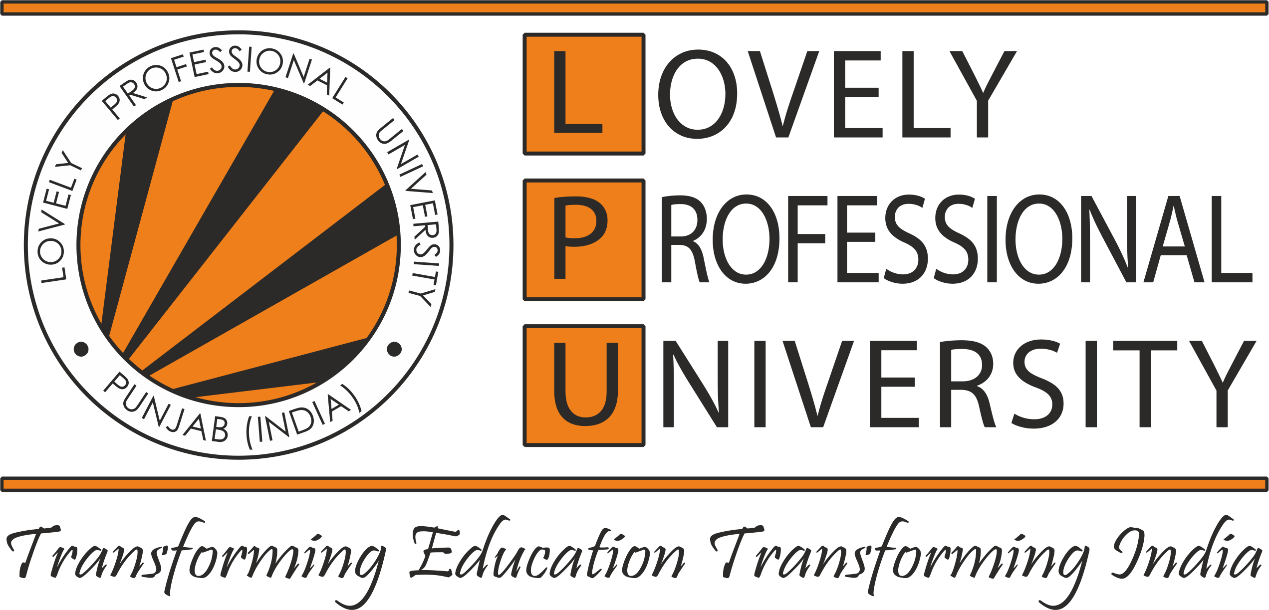 LOVELY PROFESSIONAL UNIVERSITY
• PUNJAB (INDIA) •
LOVELY
PROFESSIONAL
UNIVERSITY
Transforming Education Transforming India